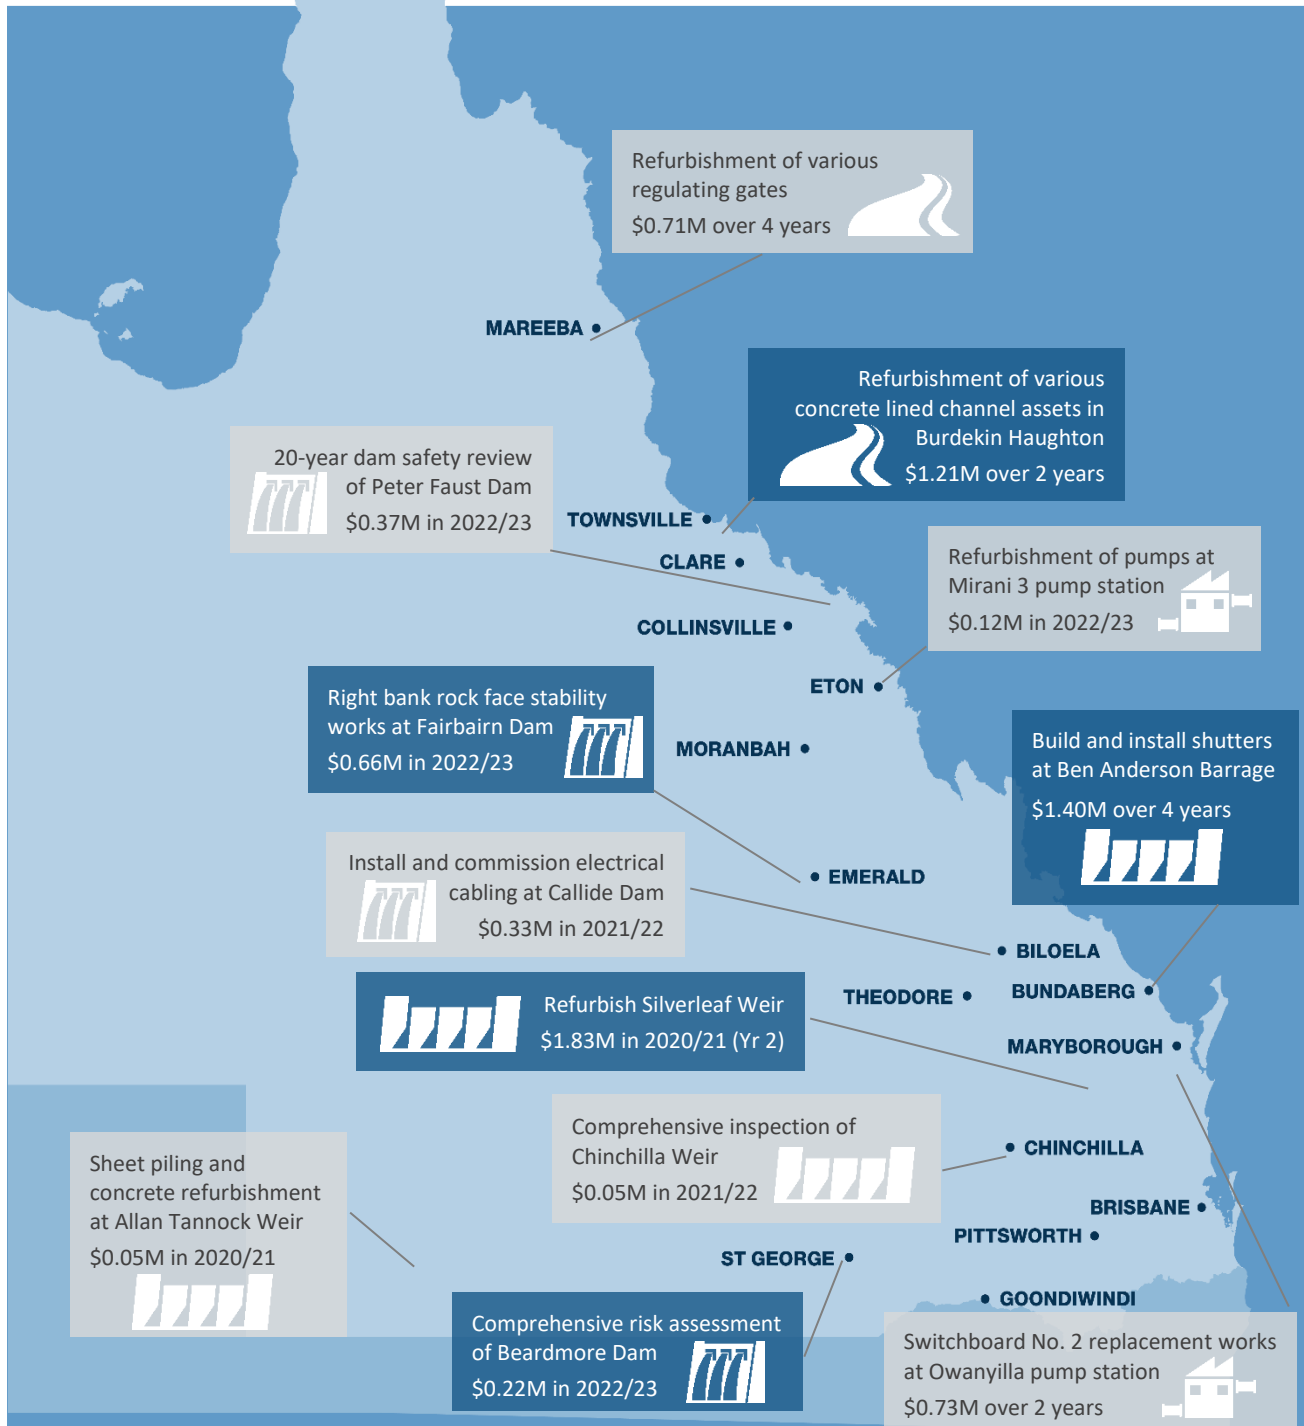 Refurbishment of various
regulating gates
$0.71M over 4 years
MAREEBA
Refurbishment of various
concrete lined channel assets in
Burdekin Haughton
$1.21M over 2 years
20-year dam safety review
of Peter Faust Dam
$0.37M in 2022/23
TOWNSVILLE
CLARE
Refurbishment of pumps at
Mirani 3 pump station
$0.12M in 2022/23
COLLINSVILLE
ETON
Right bank rock face stability
works at Fairbairn Dam
$0.66M in 2022/23
MORANBAH
Build and install shutters
at Ben Anderson Barrage
$1.40M over 4 years
Install and commission electrical
cabling at Callide Dam
$0.33M in 2021/22
EMERALD
BILOELA
THEODORE
BUNDABERG
Refurbish Silverleaf Weir
$1.83M in 2020/21 (Yr 2)
MARYBOROUGH
Comprehensive inspection of
Chinchilla Weir
$0.05M in 2021/22
CHINCHILLA
Sheet piling and
concrete refurbishment
at Allan Tannock Weir
$0.05M in 2020/21
BRISBANE
PITTSWORTH
ST GEORGE
GOONDIWINDI
Comprehensive risk assessment
of Beardmore Dam
$0.22M in 2022/23
Switchboard No. 2 replacement works
at Owanyilla pump station
$0.73M over 2 years